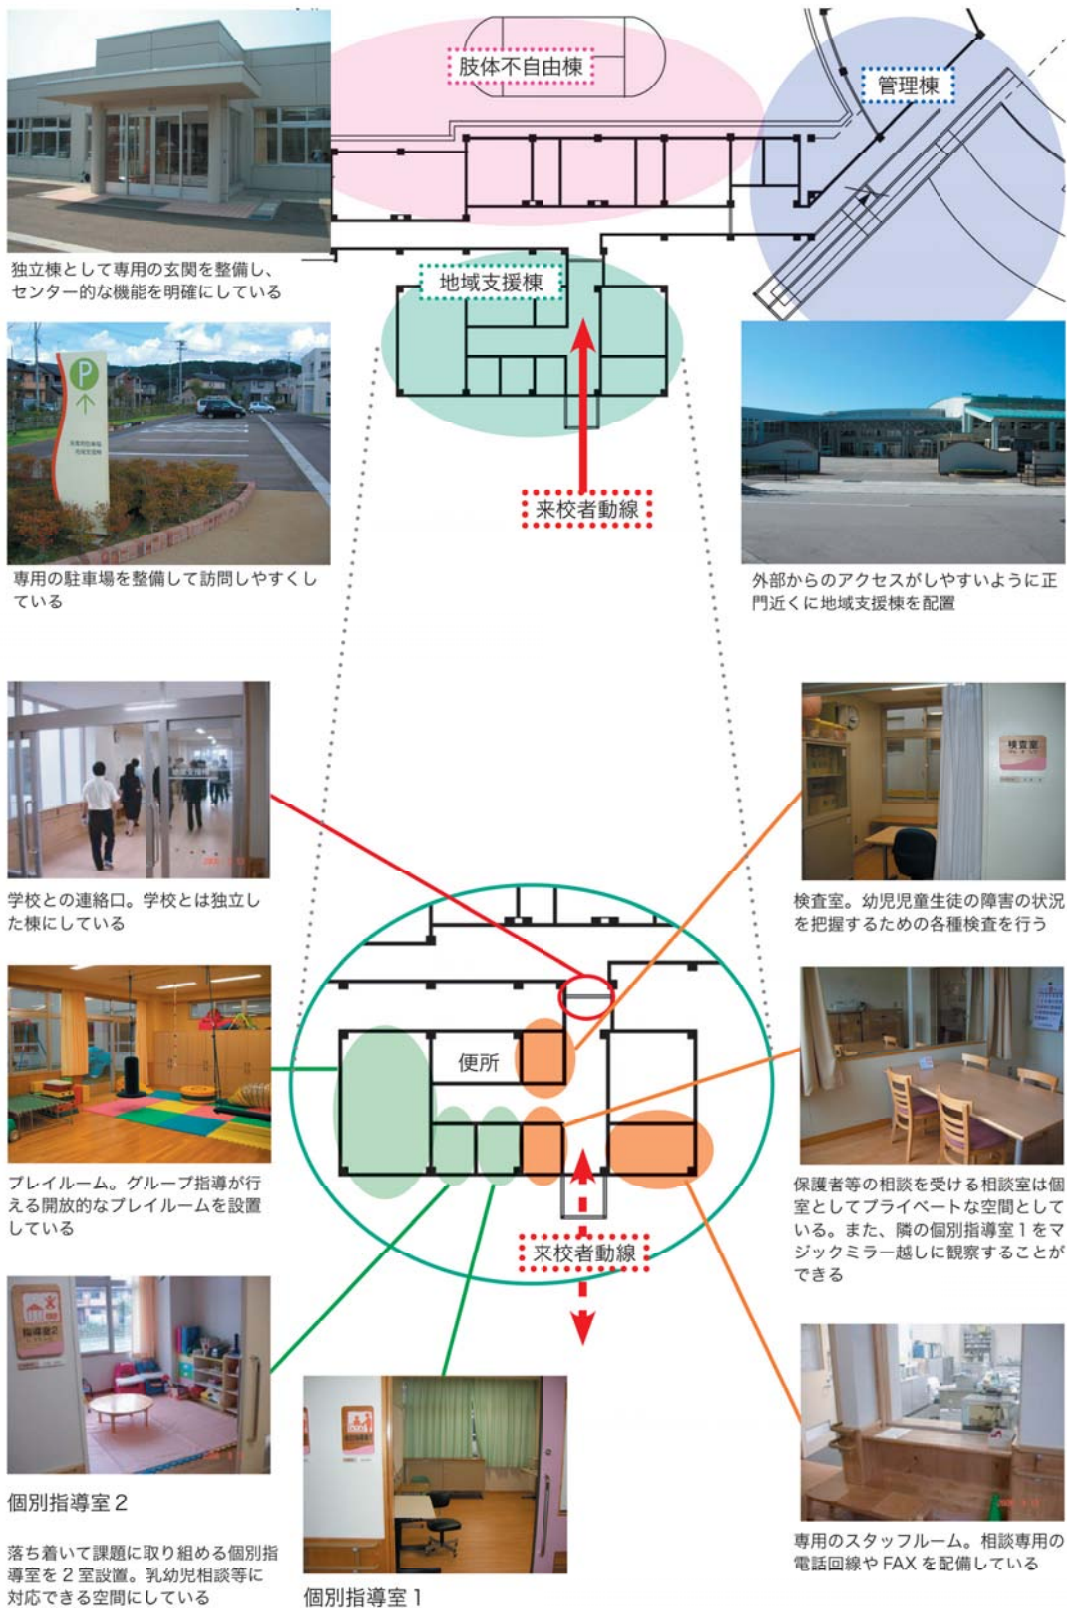 肢体不自由棟
管理棟
独立棟として専用の玄関を整備し、
センター的な機能を明確にしている
地域支援棟
P
来校者動線
専用の駐車場を整備して訪問しやすくし
ている
外部からのアクセスがしやすいように正
門近くに地域支援棟を配置
地域支援棟
検査室
学校との連絡口。学校とは独立し
た棟にしている
検査室。幼児児童生徒の障害の状況
を把握するための各種検査を行う
便所
プレイルーム。グループ指導が行
える開放的なプレイルームを設置
している
保護者等の相談を受ける相談室は個
室としてプライベートな空間として
いる。また、隣の個別指導室1をマ
ジックミラー越しに観察することが
できる
来校者動線
指導室2
個別指導室2
落ち着いて課題に取り組める個別指
導室を2室設置。乳幼児相談等に
対応できる空間にしている
個別指導室1
専用のスタッフルーム。相談専用の
電話回線や FAX を配備している